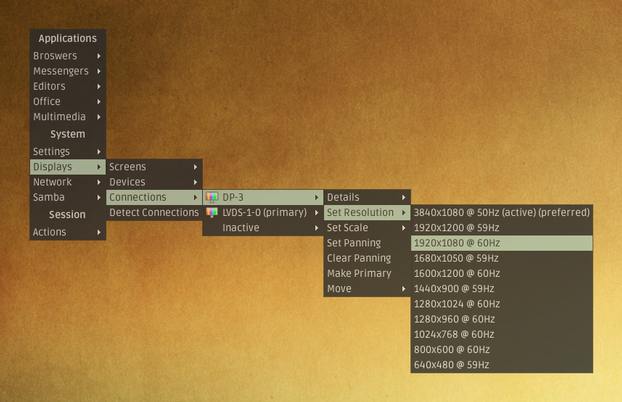 Applications
Broswers
Messengers
Editors
Office
Multimedia
System
Settings
Displays
Network
Samba
Session
Actions
Screens
Devices
Connections
Detect Connections
DP-3
LVDS-1-0 (primary)
Inactive
Details
Set Resolution
Set Scale
Set Panning
Clear Panning
Make Primary
Move
3840x1080 @ 50Hz (active) (preferred)
1920x1200 @ 59Hz
1920x1080 @ 60Hz
1680x1050 @ 59Hz
1600x1200 @ 60Hz
1440x900 @ 59Hz
1280x1024 @ 60Hz
1280x960 @ 60Hz
1024x768 @ 60Hz
800x600 @ 60Hz
640x480 @ 59Hz